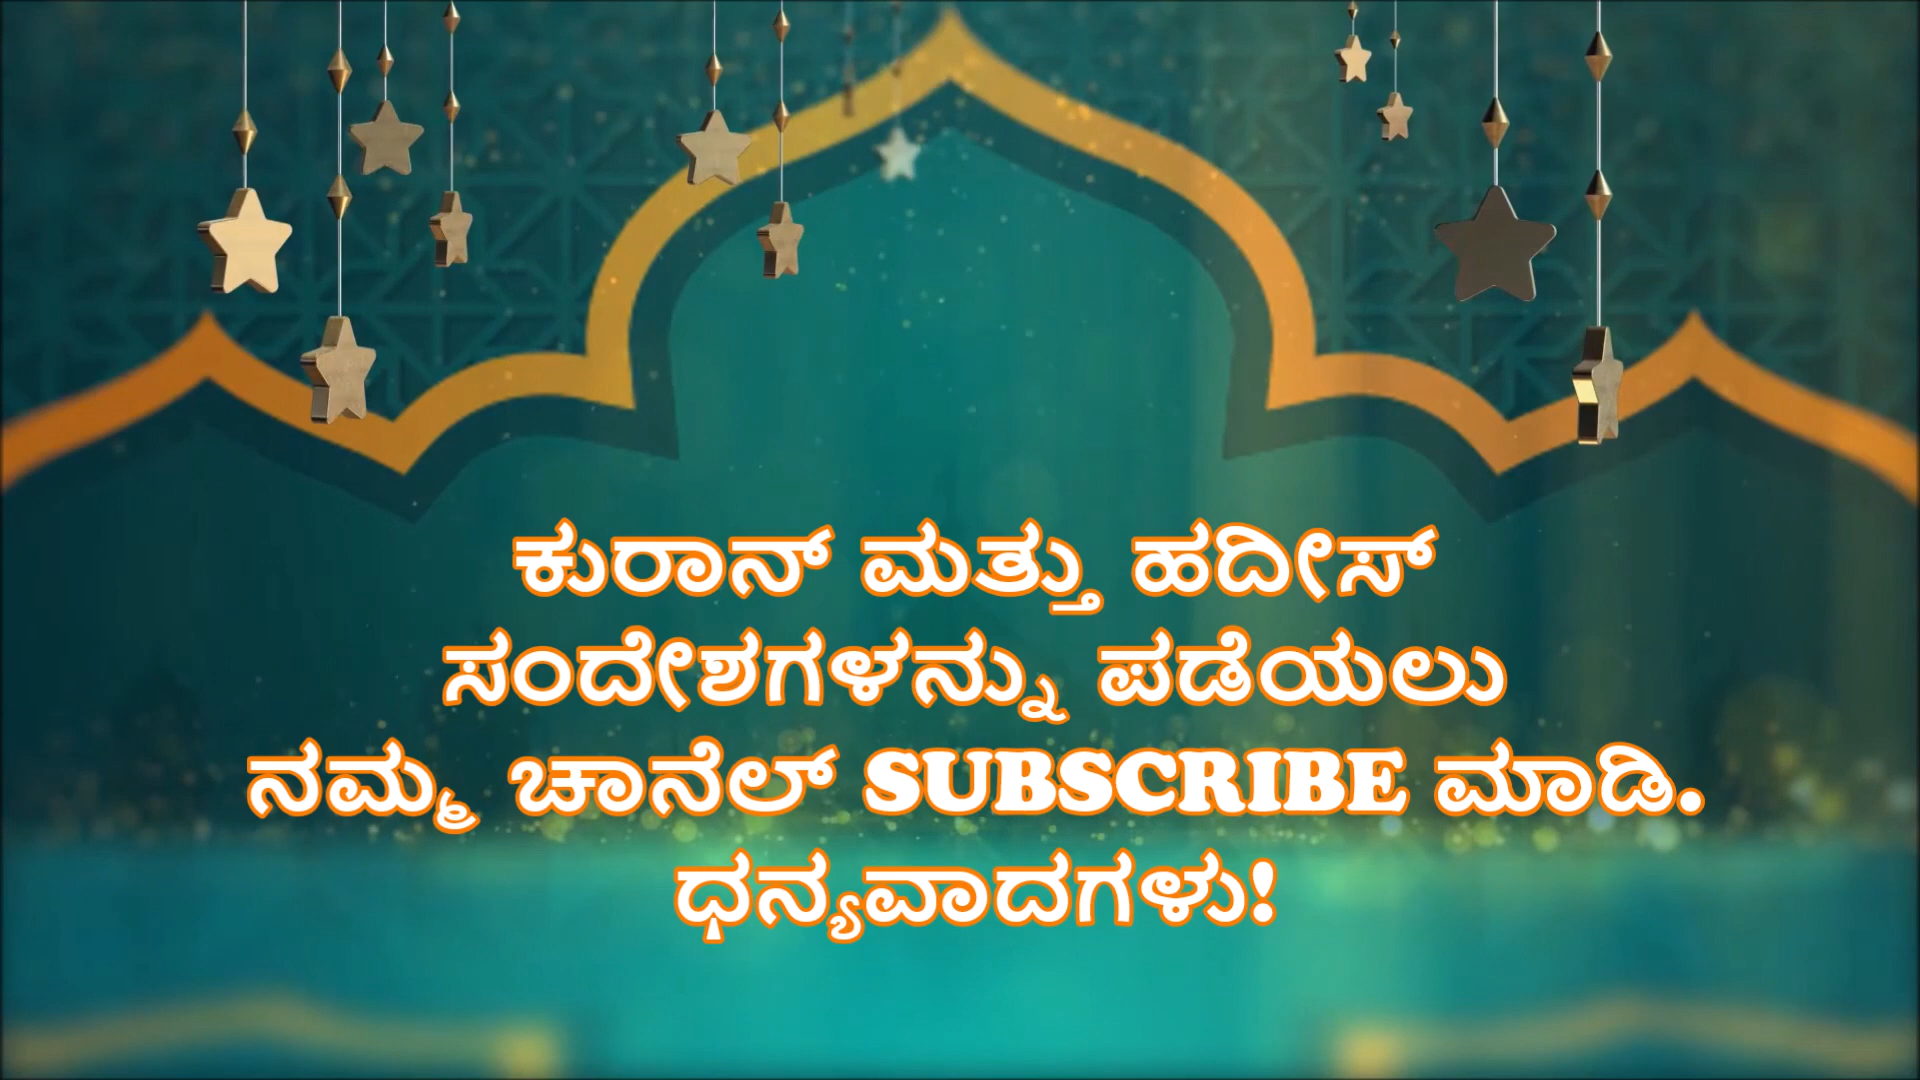 ಕುರಾನ್ ಮತ್ತು ಹದೀಸ್
ಸಂದೇಶಗಳನ್ನು ಪಡೆಯಲು
ನಮ್ಮ ಚಾನೆಲ್ SUBSCRIBE ಮಾಡಿ.
ಧನ್ಯವಾದಗಳು!